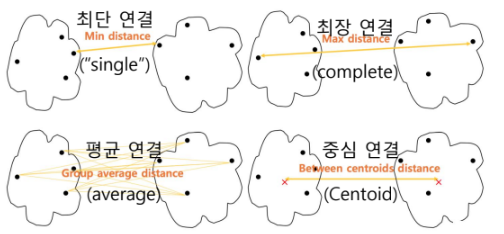 최단 연결
Min distance
("single")
최장 연결
Max distance
(complete)
평균 연결
Group average distance
(average)
중심 연결
Between centroids distance
(Centoid)